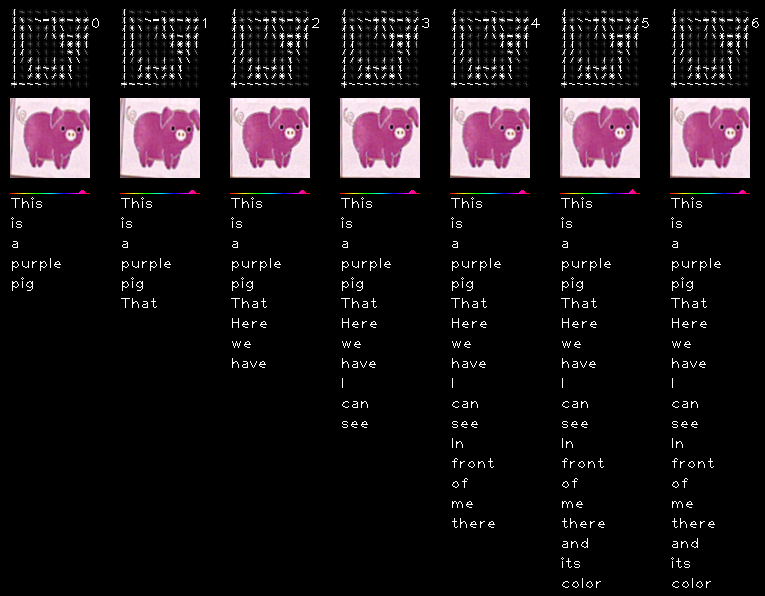 0 1 2 3 4 5 6
This
is
a
purple
pig
This
is
a
purple
pig
That
This
is
a
purple
pig
That
Here
we
have
This
is
a
purple
pig
That
Here
we
have
I
can
see
This
is
a
purple
pig
That
Here
we
have
I
can
see
In
front
of
me
there
This
is
a
purple
pig
That
Here
we
have
I
can
see
In
front
of
me
there
and
its
color
This
is
a
purple
pig
That
Here
we
have
I
can
see
In
front
of
me
there
and
its
color